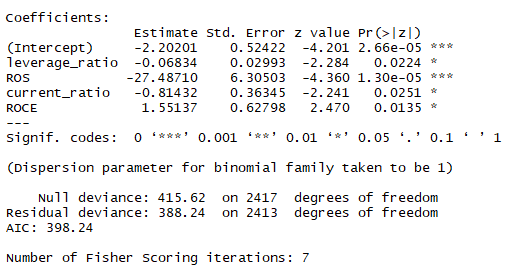 Coefficients:
                Estimate Std. Error z value Pr(>|z|)
(Intercept)     -2.20201    0.52422  -4.201 2.66e-05 ***
leverage_ratio  -0.06834    0.02993  -2.284   0.0224 *
ROS            -27.48710    6.30503  -4.360 1.30e-05 ***
current_ratio   -0.81432    0.36345  -2.241   0.0251 *
ROCE             1.55137    0.62798   2.470   0.0135 *
---
Signif. codes:  0 ‘***’ 0.001 ‘**’ 0.01 ‘*’ 0.05 ‘.’ 0.1 ‘ ’ 1
(Dispersion parameter for binomial family taken to be 1)
    Null deviance: 415.62  on 2417  degrees of freedom
Residual deviance: 388.24  on 2413  degrees of freedom
AIC: 398.24
Number of Fisher Scoring iterations: 7